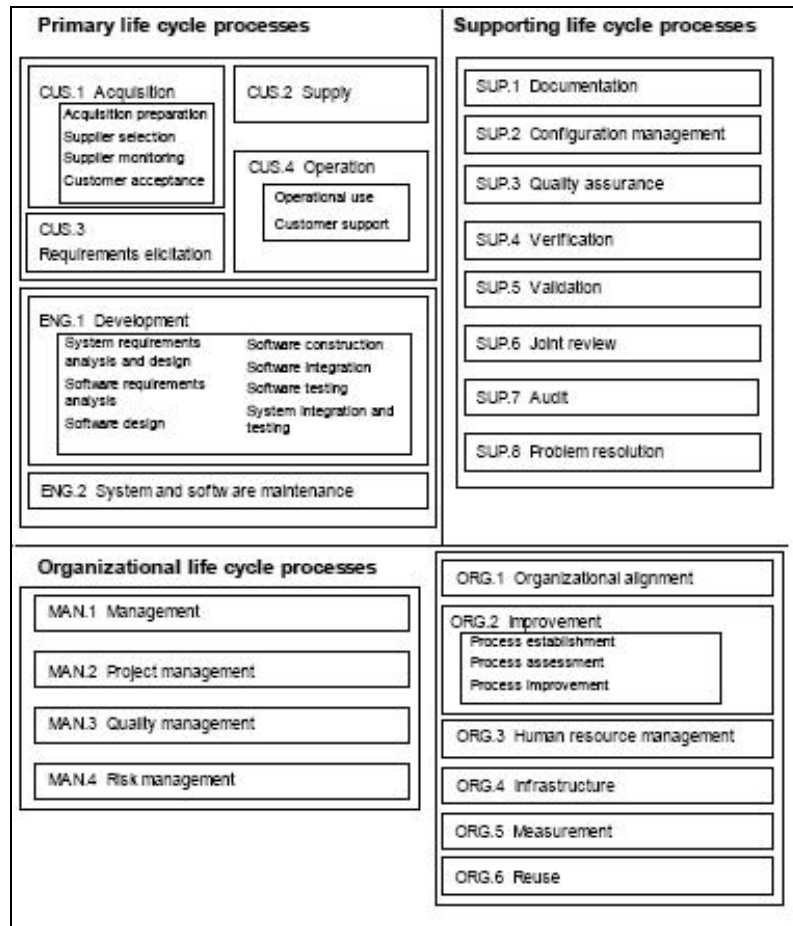 Primary life cycle processes
CUS.1 Acquisition
Acquisition preparation
Supplier selection
Supplier monitoring
Customer acceptance
CUS.2 Supply
CUS.4 Operation
Operational use
Customer support
CUS.3
Requirements elicitation
ENG.1 Development
System requirements
analysis and design
Software requirements
analysis
Software design
Software construction
Software integration
Software testing
System integration and
testing
ENG.2 System and softw are maintenance
Supporting life cycle processes
SUP.1 Documentation
SUP.2 Configuration management
SUP.3 Quality assurance
SUP.4 Verification
SUP.5 Validation
SUP.6 Joint review
SUP.7 Audit
SUP.8 Problem resolution
Organizational life cycle processes
MAN.1 Management
MAN.2 Project management
MAN.3 Quality management
MAN.4 Risk management
ORG.1 Organizational alignment
ORG.2 Improvement
Process establishment
Process assessment
Process improvement
ORG.3 Human resource management
ORG.4 Infrastructure
ORG.5 Measurement
ORG.6 Reuse